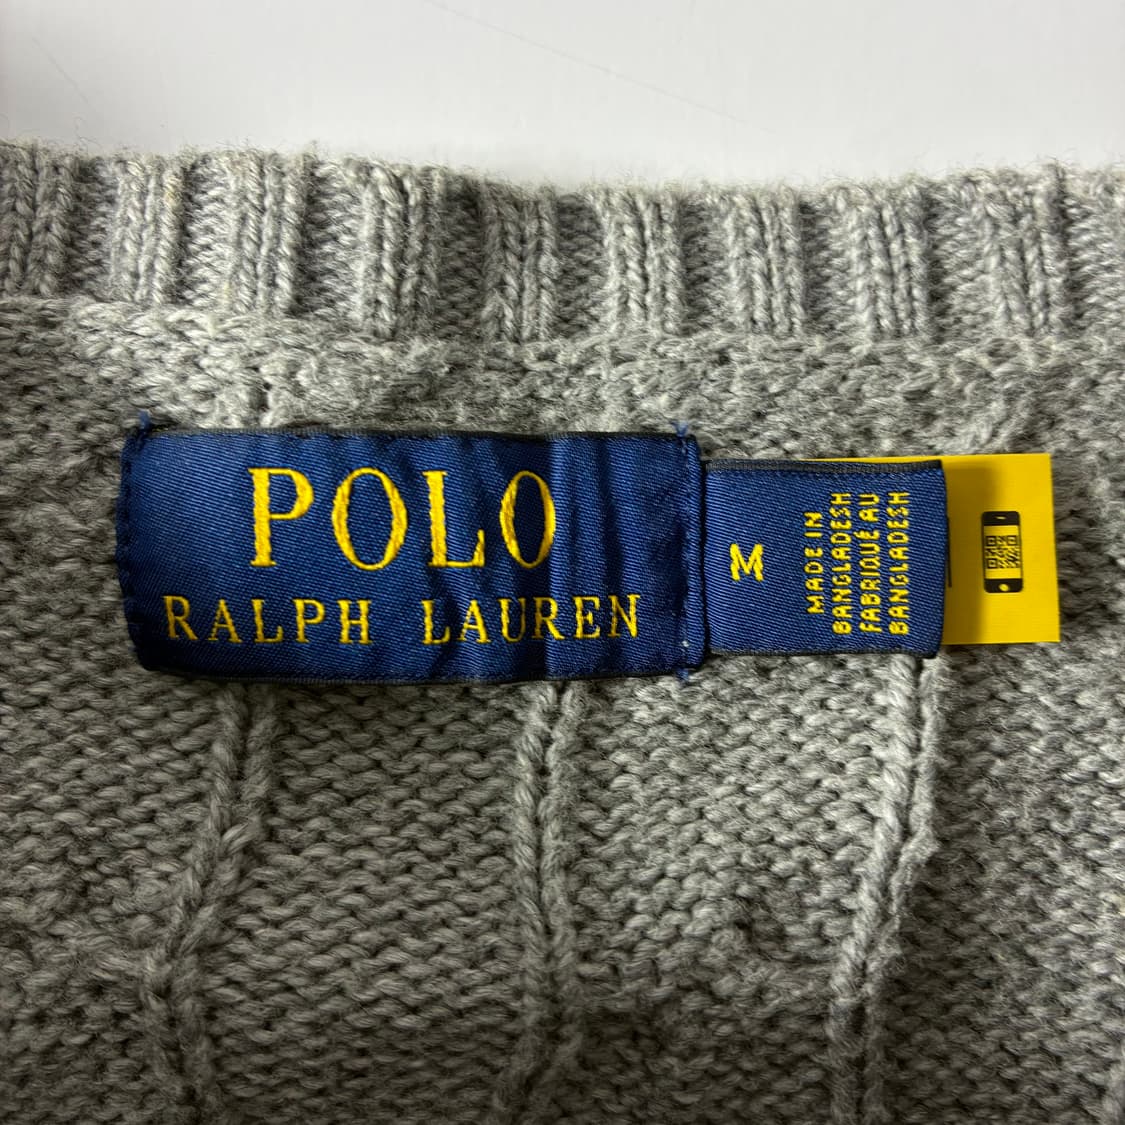 POLO
RALPH LAUREN
M
MADE IN
BANGLADESH
FABRIQUÉ AU
BANGLADESH